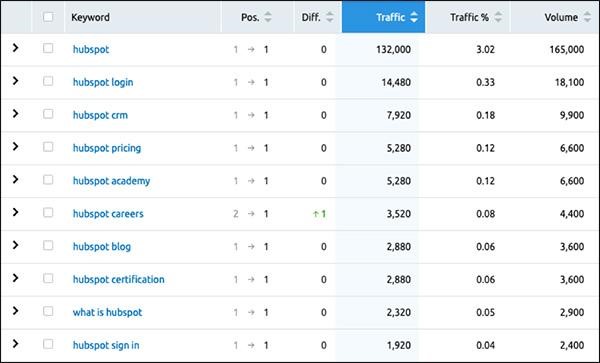 Keyword Pos. Diff. Traffic Traffic % Volume
hubspot 1 → 1 0 132,000 3.02 165,000
hubspot login 1 → 1 0 14,480 0.33 18,100
hubspot crm 1 → 1 0 7,920 0.18 9,900
hubspot pricing 1 → 1 0 5,280 0.12 6,600
hubspot academy 1 → 1 0 5,280 0.12 6,600
hubspot careers 2 → 1 ↑ 1 3,520 0.08 4,400
hubspot blog 1 → 1 0 2,880 0.06 3,600
hubspot certification 1 → 1 0 2,880 0.06 3,600
what is hubspot 1 → 1 0 2,320 0.05 2,900
hubspot sign in 1 → 1 0 1,920 0.04 2,400